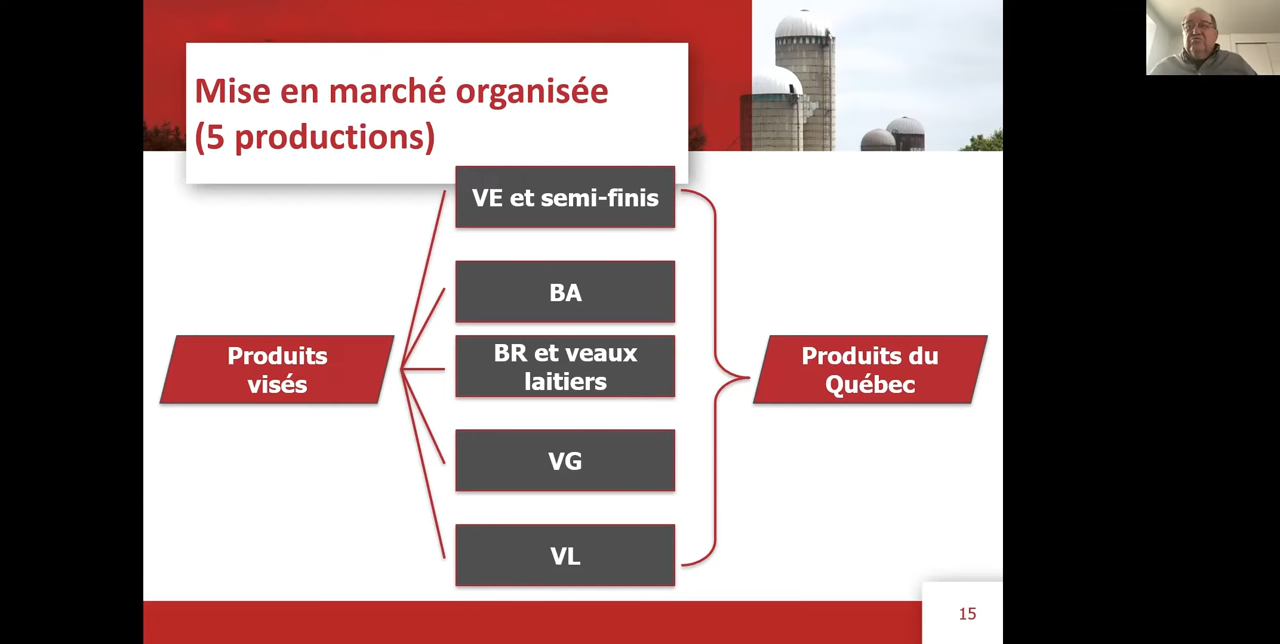 Mise en marché organisée
(5 productions)
VE et semi-finis
BA
BR et veaux
laitiers
VG
VL
Produits
visés
Produits du
Québec
15